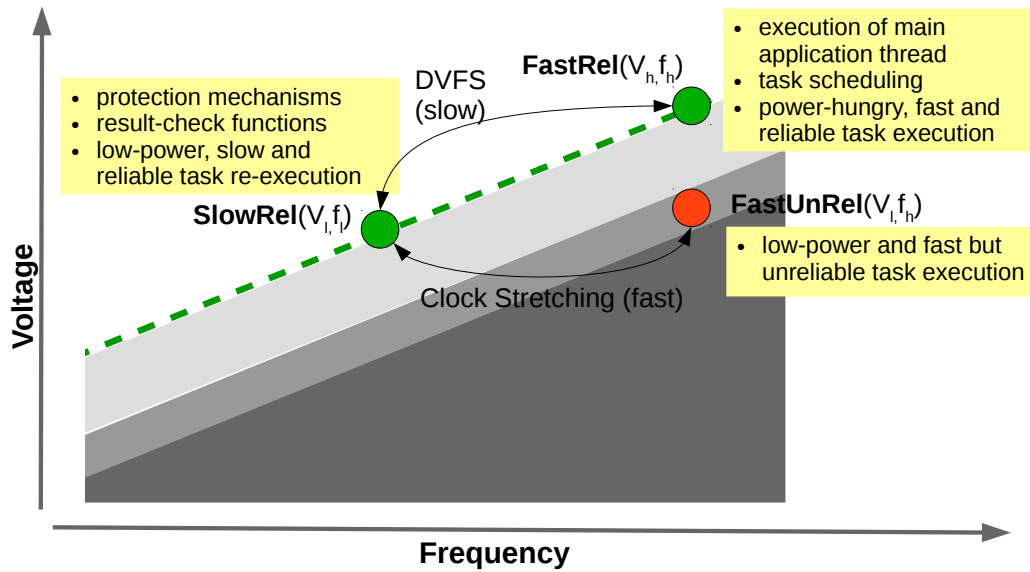 • execution of main
application thread
• task scheduling
• power-hungry, fast and
reliable task execution
FastRel(Vh,fh)
DVFS
(slow)
• protection mechanisms
• result-check functions
• low-power, slow and
reliable task re-execution
SlowRel(Vl,fl)
FastUnRel(Vl,fh)
• low-power and fast but
unreliable task execution
Clock Stretching (fast)
Voltage
Frequency